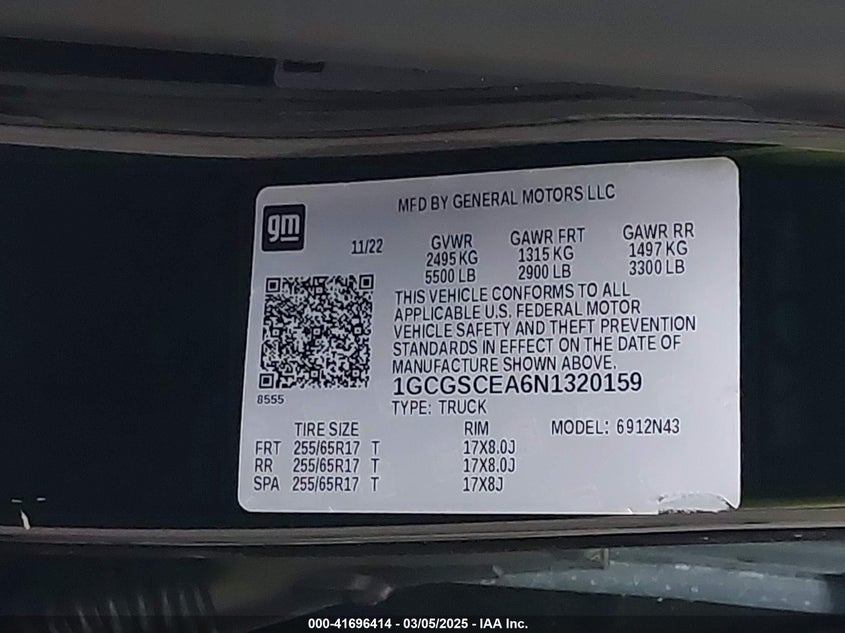 MFD BY GENERAL MOTORS LLC
gm
11/22
GVWR GAWR FRT GAWR RR
2495 KG 1315 KG 1497 KG
5500 LB 2900 LB 3300 LB
THIS VEHICLE CONFORMS TO ALL
APPLICABLE U.S. FEDERAL MOTOR
VEHICLE SAFETY AND THEFT PREVENTION
STANDARDS IN EFFECT ON THE DATE OF
MANUFACTURE SHOWN ABOVE.
1GCGSCEA6N1320159
8555
TYPE: TRUCK
TIRE SIZE RIM MODEL: 6912N43
FRT 255/65R17 T 17X8.0J
RR 255/65R17 T 17X8.0J
SPA 255/65R17 T 17X8J
000-41696414 - 03/05/2025 - IAA Inc.